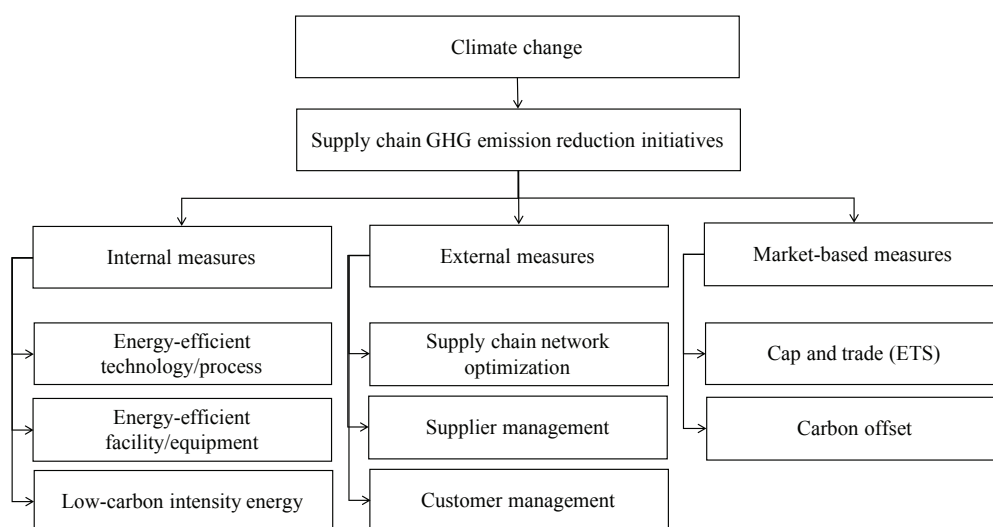 Climate change
Supply chain GHG emission reduction initiatives
Internal measures
External measures
Market-based measures
Energy-efficient
technology/process
Supply chain network
optimization
Cap and trade (ETS)
Energy-efficient
facility/equipment
Supplier management
Carbon offset
Low-carbon intensity energy
Customer management